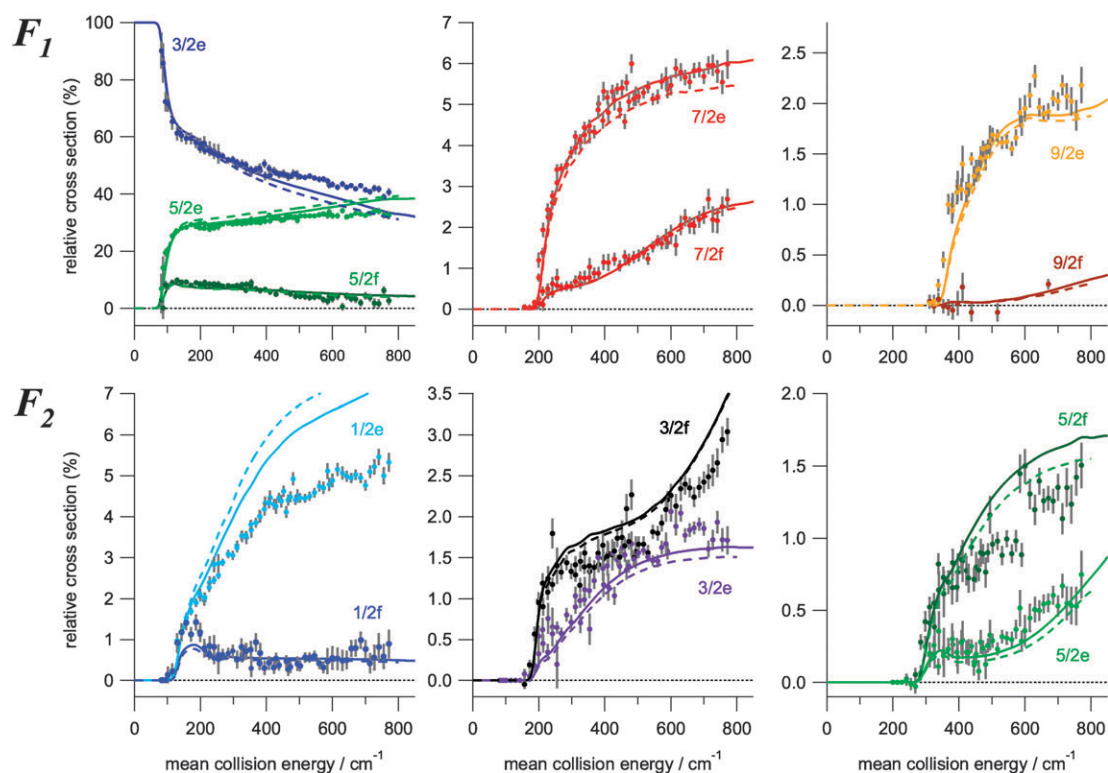 F1
relative cross section (%)
100
80
60
40
20
0
3/2e
5/2e
5/2f
0 200 400 600 800
7
6
5
4
3
2
1
0
7/2e
7/2f
0 200 400 600 800
2.5
2.0
1.5
1.0
0.5
0.0
9/2e
9/2f
0 200 400 600 800
F2
relative cross section (%)
7
6
5
4
3
2
1
0
1/2e
1/2f
0 200 400 600 800
mean collision energy / cm⁻¹
3.5
3.0
2.5
2.0
1.5
1.0
0.5
0.0
3/2f
3/2e
0 200 400 600 800
mean collision energy / cm⁻¹
2.0
1.5
1.0
0.5
0.0
5/2f
5/2e
0 200 400 600 800
mean collision energy / cm⁻¹